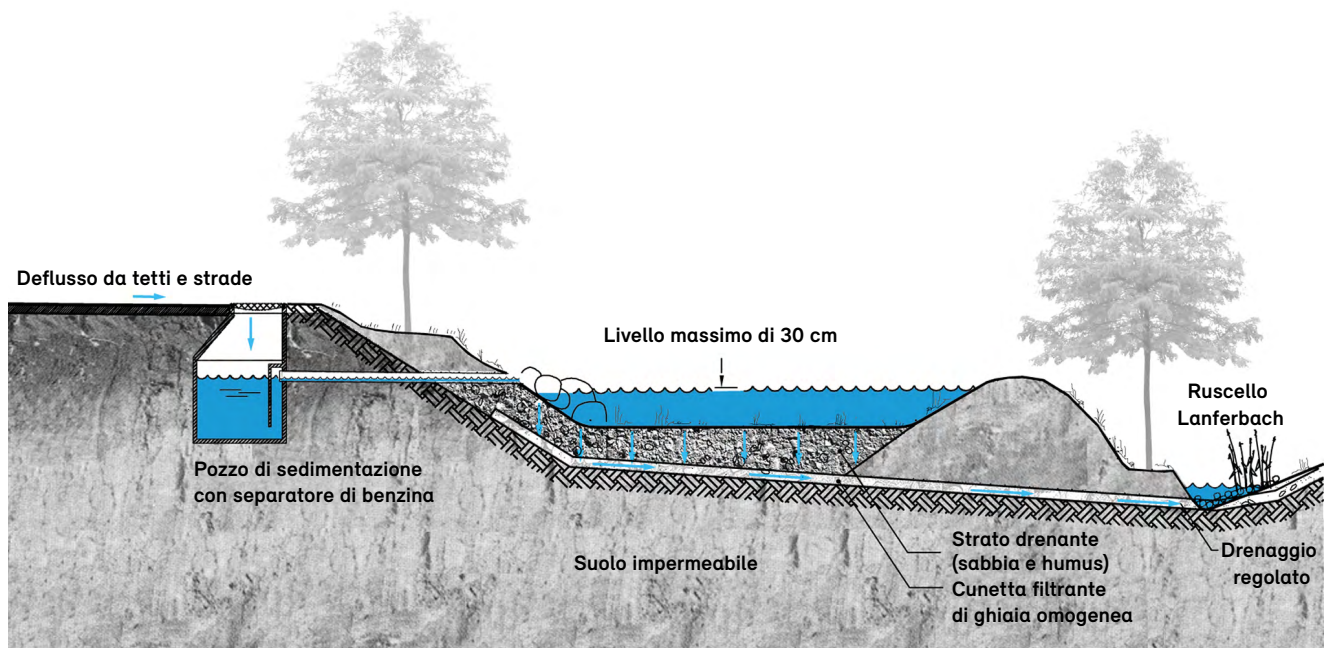 Deflusso da tetti e strade
Livello massimo di 30 cm
Ruscello
Lanferbach
Pozzo di sedimentazione
con separatore di benzina
Suolo impermeabile
Strato drenante
(sabbia e humus)
Cunetta filtrante
di ghiaia omogenea
Drenaggio
regolato